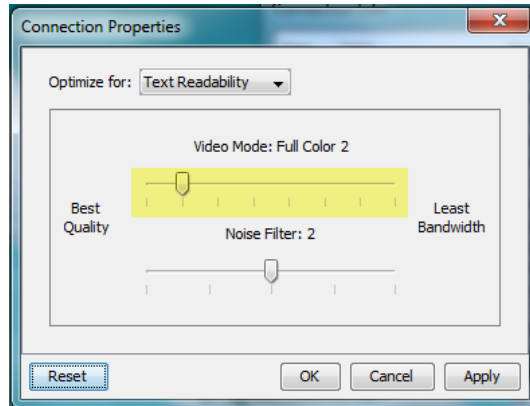 Connection Properties
Optimize for: Text Readability
Video Mode: Full Color 2
Best
Quality
Least
Bandwidth
Noise Filter: 2
Reset OK Cancel Apply